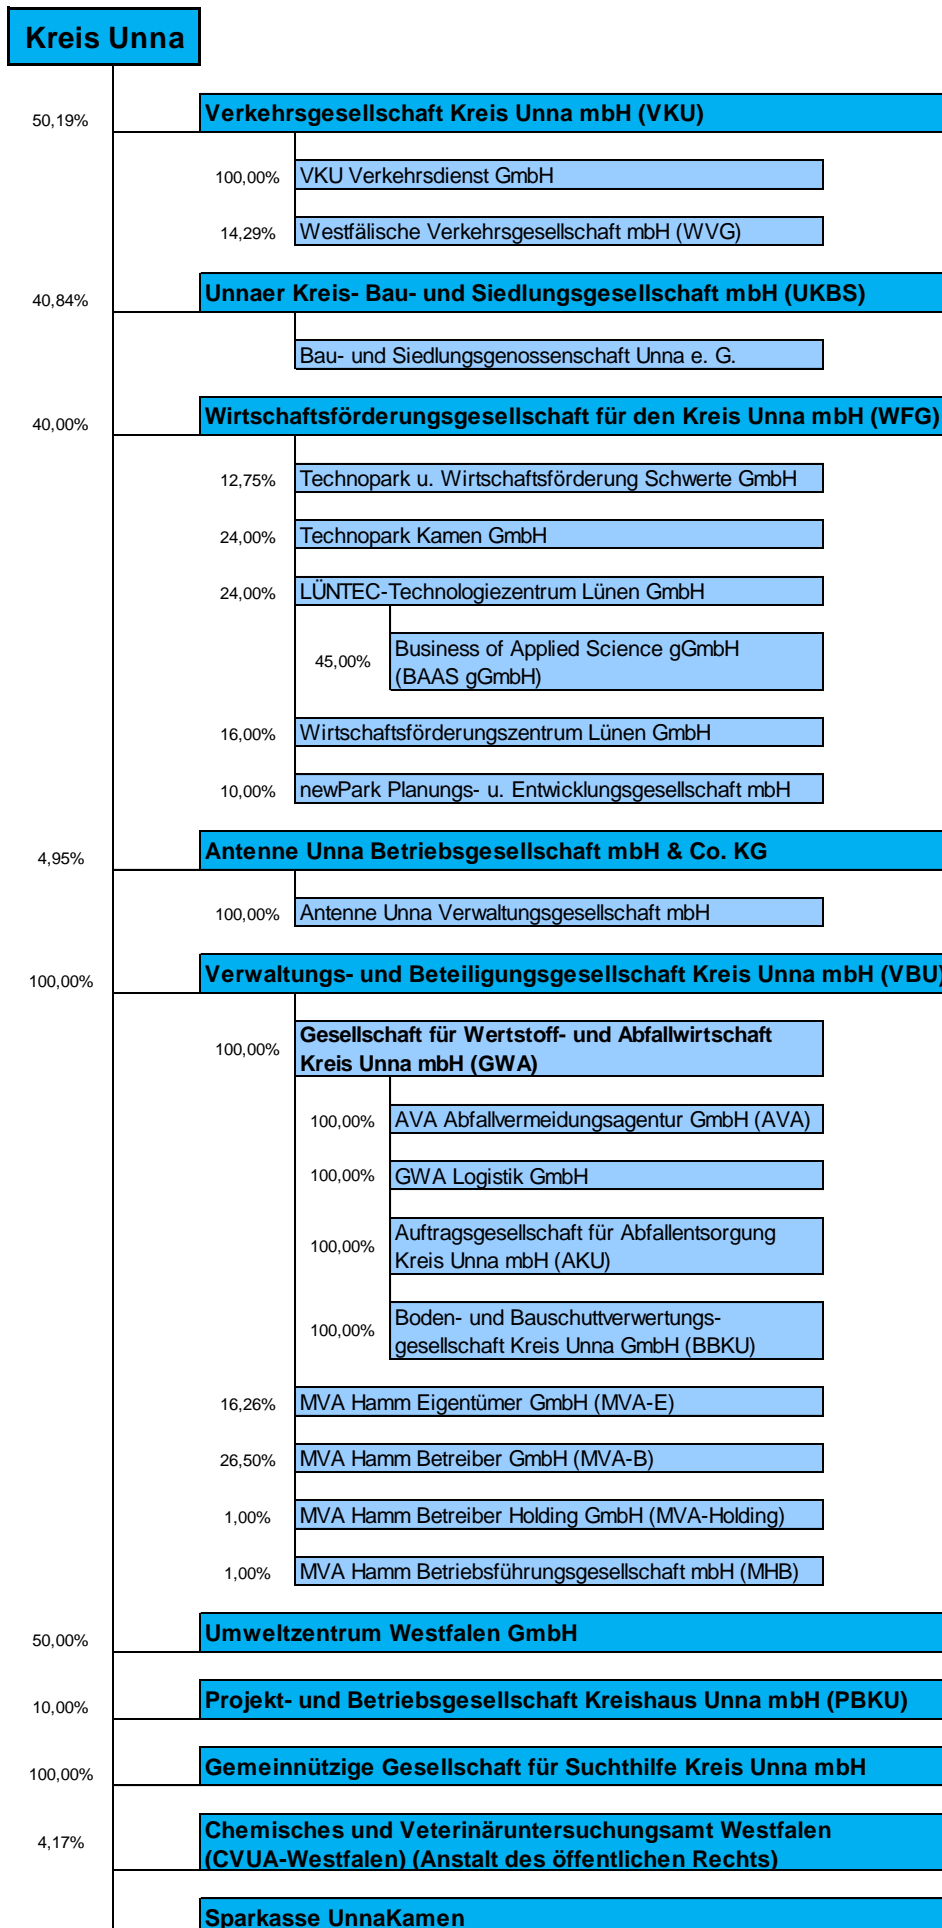 Kreis Unna
50,19%
Verkehrsgesellschaft Kreis Unna mbH (VKU)
100,00%
VKU Verkehrsdienst GmbH
14,29%
Westfälische Verkehrsgesellschaft mbH (WVG)
40,84%
Unnaer Kreis- Bau- und Siedlungsgesellschaft mbH (UKBS)
Bau- und Siedlungsgenossenschaft Unna e. G.
40,00%
Wirtschaftsförderungsgesellschaft für den Kreis Unna mbH (WFG)
12,75%
Technopark u. Wirtschaftsförderung Schwerte GmbH
24,00%
Technopark Kamen GmbH
24,00%
LÜNTEC-Technologiezentrum Lünen GmbH
45,00%
Business of Applied Science gGmbH
(BAAS gGmbH)
16,00%
Wirtschaftsförderungszentrum Lünen GmbH
10,00%
newPark Planungs- u. Entwicklungsgesellschaft mbH
4,95%
Antenne Unna Betriebsgesellschaft mbH & Co. KG
100,00%
Antenne Unna Verwaltungsgesellschaft mbH
100,00%
Verwaltungs- und Beteiligungsgesellschaft Kreis Unna mbH (VBU)
100,00%
Gesellschaft für Wertstoff- und Abfallwirtschaft
Kreis Unna mbH (GWA)
100,00%
AVA Abfallvermeidungsagentur GmbH (AVA)
100,00%
GWA Logistik GmbH
100,00%
Auftragsgesellschaft für Abfallentsorgung
Kreis Unna mbH (AKU)
100,00%
Boden- und Bauschuttverwertungs-
gesellschaft Kreis Unna GmbH (BBKU)
16,26%
MVA Hamm Eigentümer GmbH (MVA-E)
26,50%
MVA Hamm Betreiber GmbH (MVA-B)
1,00%
MVA Hamm Betreiber Holding GmbH (MVA-Holding)
1,00%
MVA Hamm Betriebsführungsgesellschaft mbH (MHB)
50,00%
Umweltzentrum Westfalen GmbH
10,00%
Projekt- und Betriebsgesellschaft Kreishaus Unna mbH (PBKU)
100,00%
Gemeinnützige Gesellschaft für Suchthilfe Kreis Unna mbH
4,17%
Chemisches und Veterinäruntersuchungsamt Westfalen
(CVUA-Westfalen) (Anstalt des öffentlichen Rechts)
Sparkasse UnnaKamen